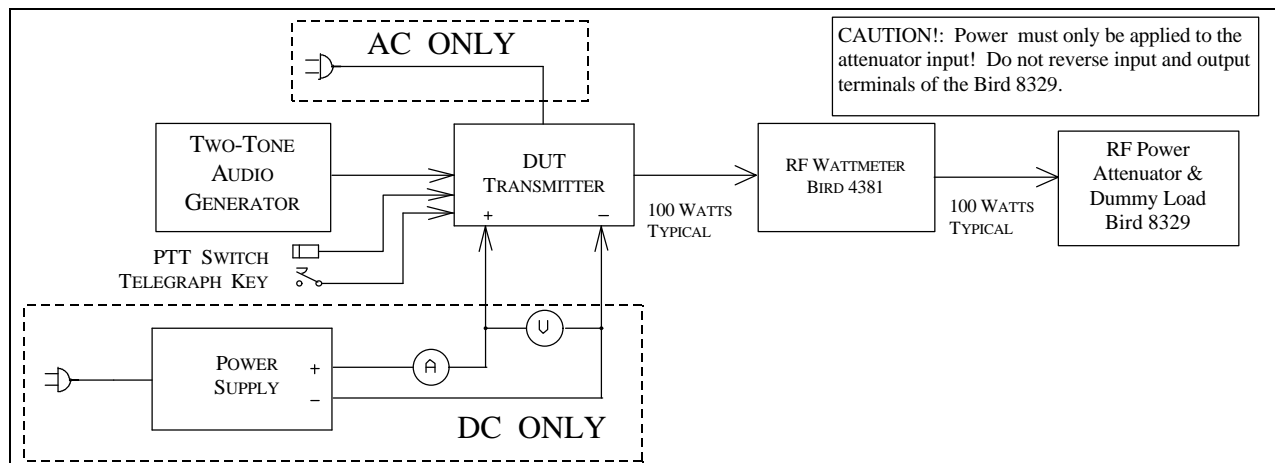 AC ONLY
CAUTION!: Power must only be applied to the
attenuator input! Do not reverse input and output
terminals of the Bird 8329.
TWO-TONE
AUDIO
GENERATOR
DUT
TRANSMITTER
+ −
RF WATTMETER
BIRD 4381
RF Power
Attenuator &
Dummy Load
Bird 8329
100 WATTS
TYPICAL
100 WATTS
TYPICAL
PTT SWITCH
TELEGRAPH KEY
V
POWER
SUPPLY
+
−
A
DC ONLY